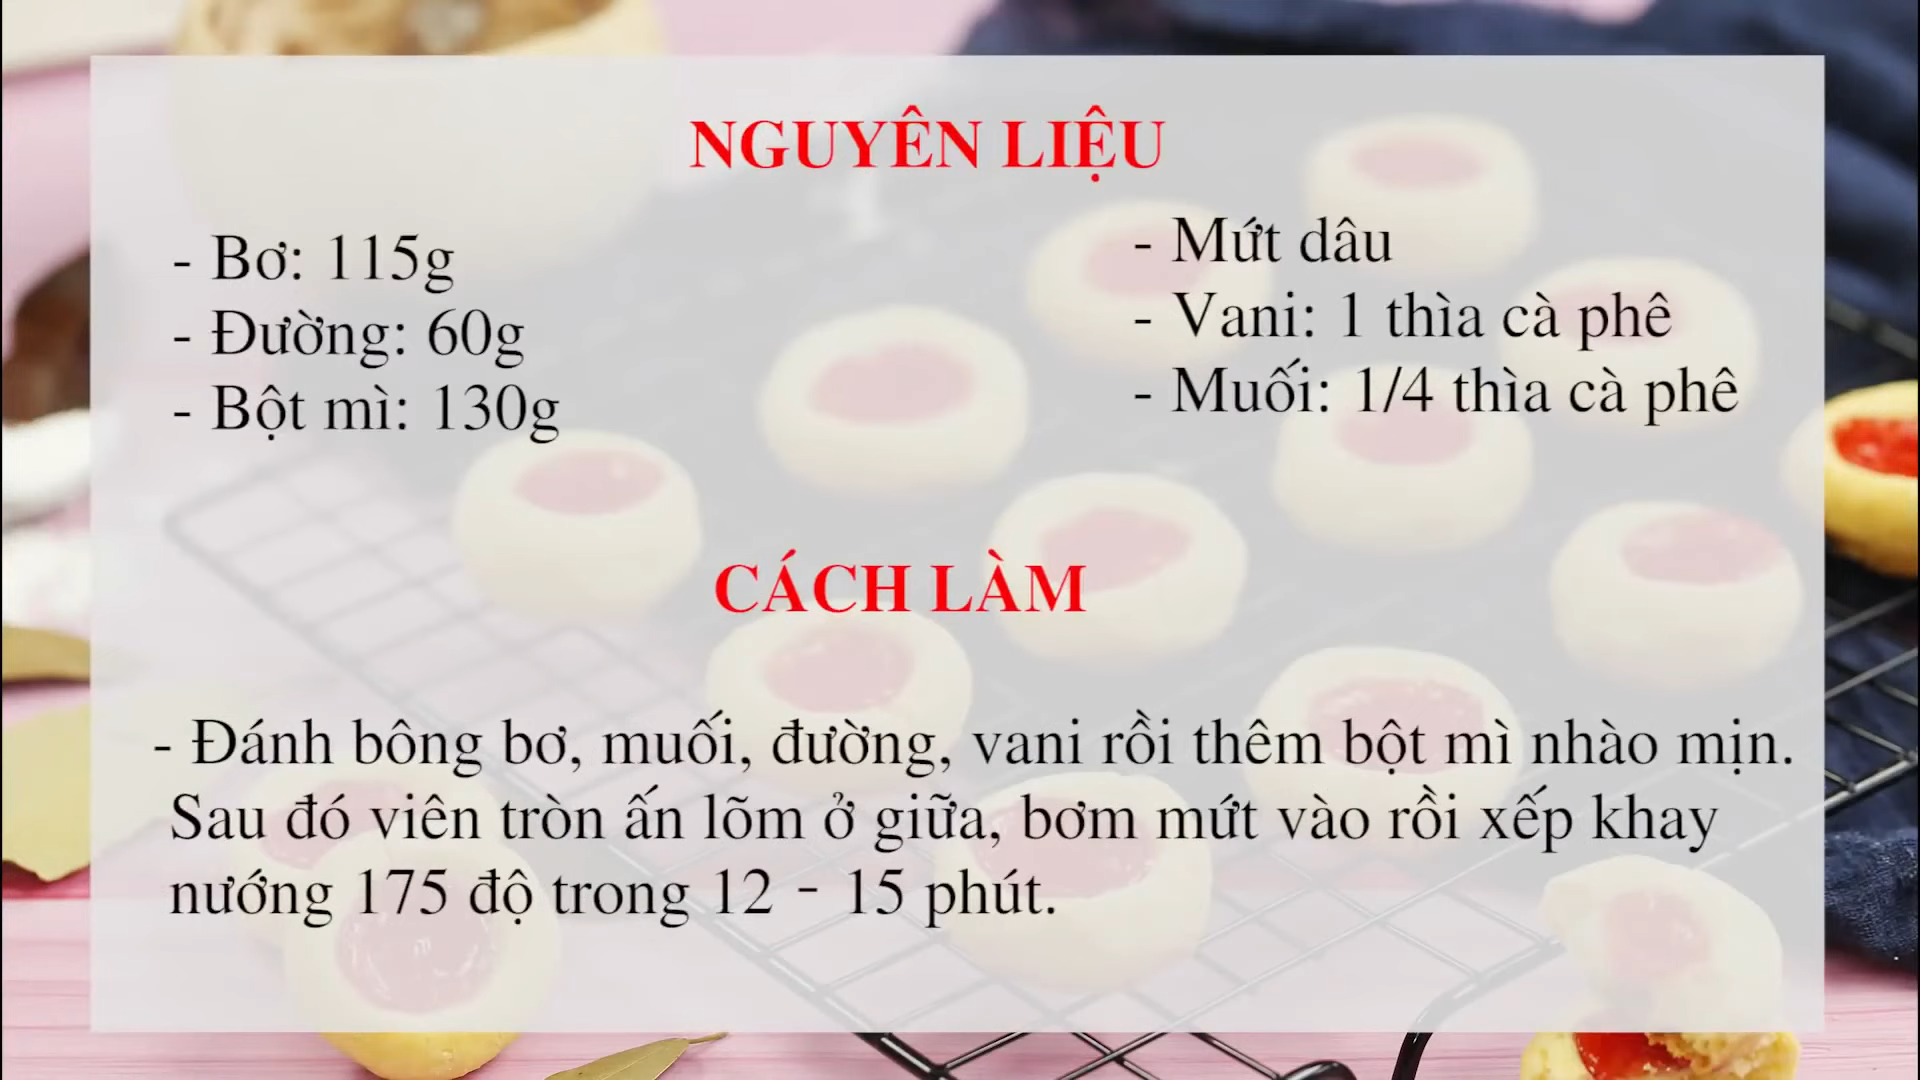 NGUYÊN LIỆU
- Bơ: 115g
- Đường: 60g
- Bột mì: 130g
- Mứt dâu
- Vani: 1 thìa cà phê
- Muối: 1/4 thìa cà phê
CÁCH LÀM
- Đánh bông bơ, muối, đường, vani rồi thêm bột mì nhào mịn.
Sau đó viên tròn ấn lõm ở giữa, bơm mứt vào rồi xếp khay
nướng 175 độ trong 12 - 15 phút.